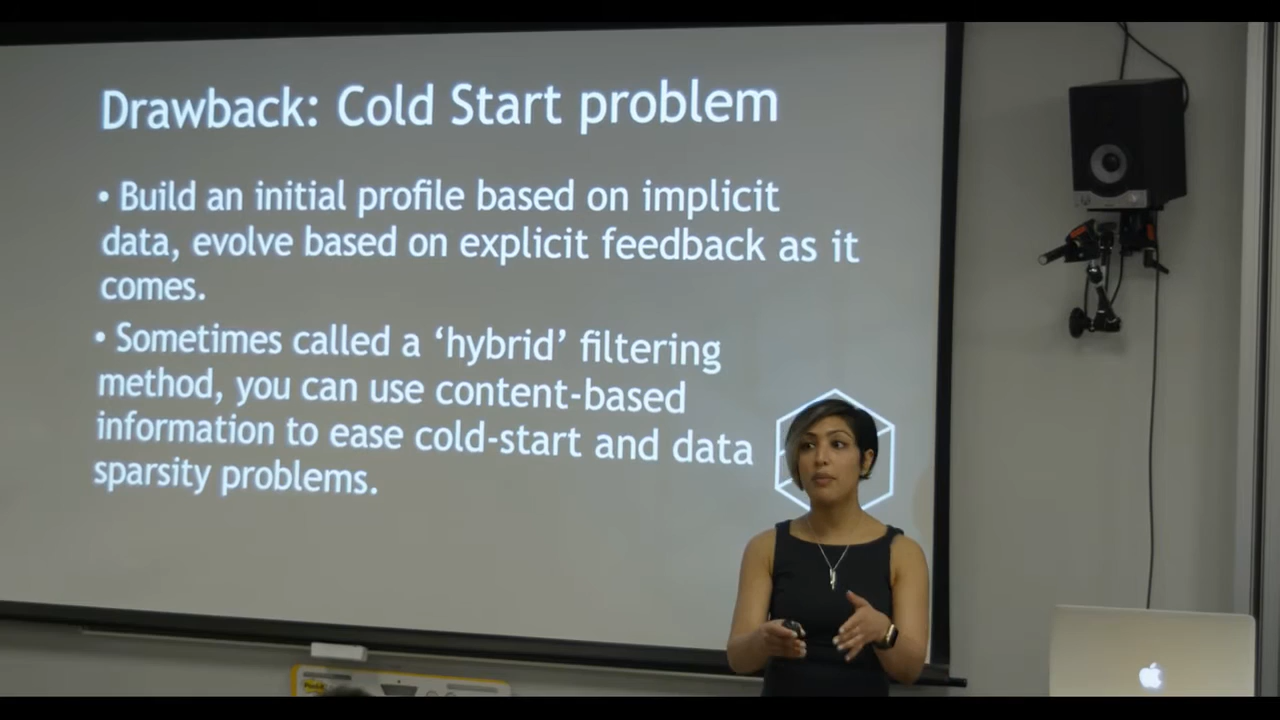 Drawback: Cold Start problem
• Build an initial profile based on implicit
data, evolve based on explicit feedback as it
comes.
• Sometimes called a ‘hybrid’ filtering
method, you can use content-based
information to ease cold-start and data
sparsity problems.